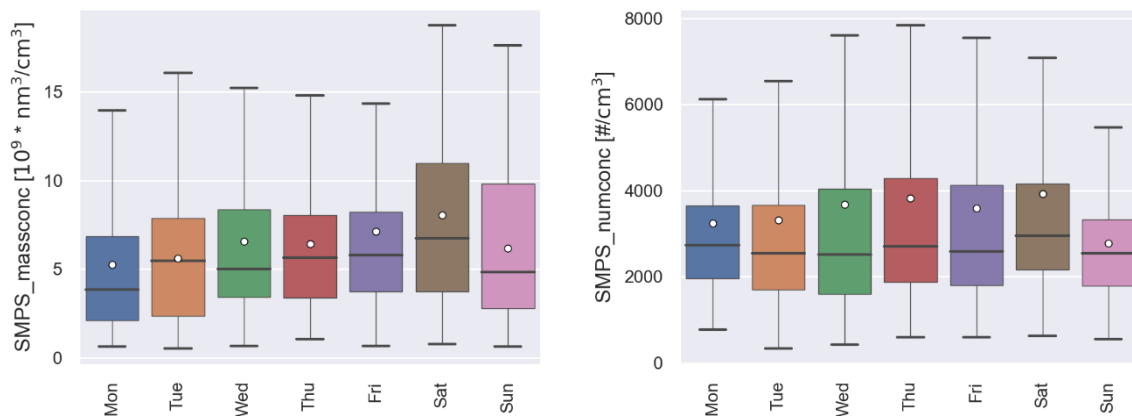 SMPS_massconc [10⁹ * nm³/cm³]
15
10
5
0
Mon
Tue
Wed
Thu
Fri
Sat
Sun
SMPS_numconc [#/cm³]
8000
6000
4000
2000
0
Mon
Tue
Wed
Thu
Fri
Sat
Sun